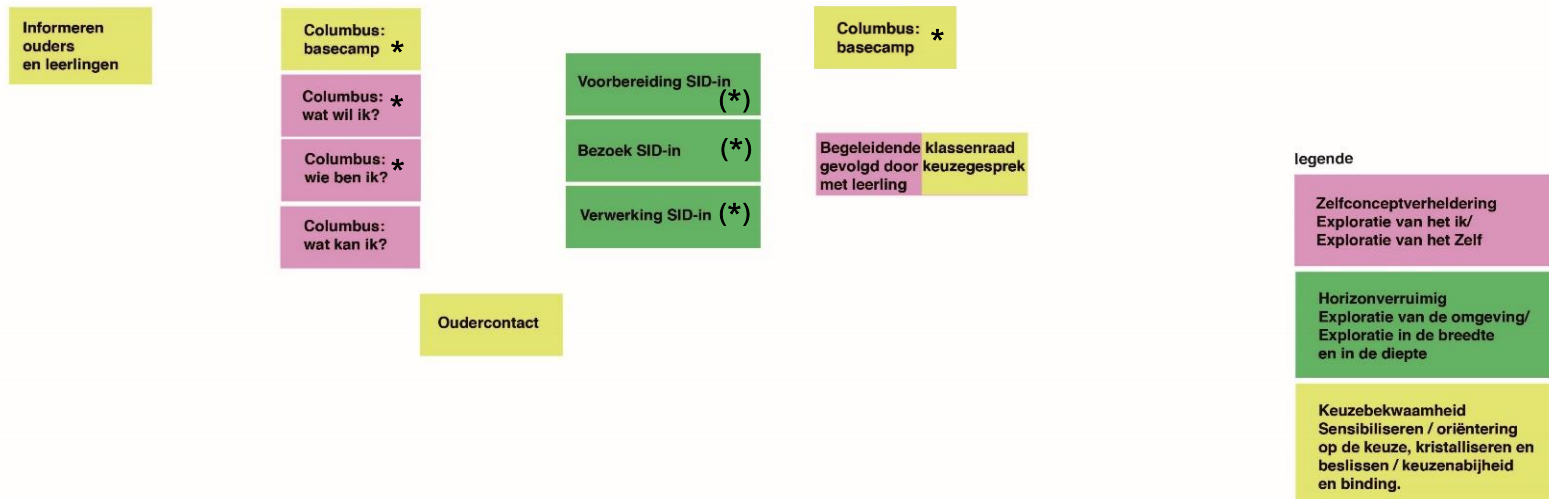 Informeren
ouders
en leerlingen
Columbus:
basecamp *
Columbus: *
wat wil ik?
Columbus: *
wie ben ik?
Columbus:
wat kan ik?
Oudercontact
Voorbereiding SID-in
(*)
Bezoek SID-in (*)
Verwerking SID-in (*)
Columbus: *
basecamp
Begeleidende klassenraad
gevolgd door keuzegesprek
met leerling
legende
Zelfconceptverheldering
Exploratie van het ik/
Exploratie van het Zelf
Horizonverruimig
Exploratie van de omgeving/
Exploratie in de breedte
en in de diepte
Keuzebekwaamheid
Sensibiliseren / oriëntering
op de keuze, kristalliseren en
beslissen / keuzenabijheid
en binding.